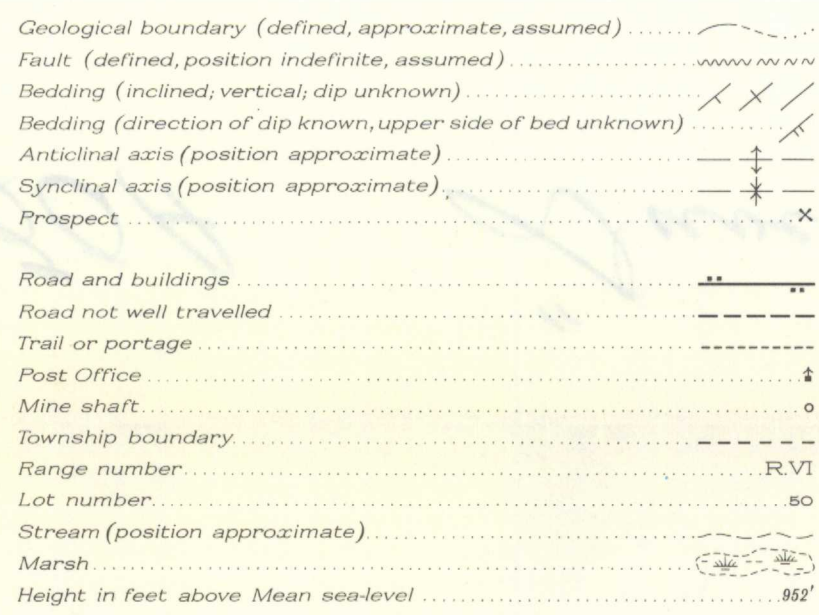 Geological boundary (defined, approximate, assumed)
Fault (defined, position indefinite, assumed)
Bedding (inclined; vertical; dip unknown)
Bedding (direction of dip known, upper side of bed unknown)
Anticlinal axis (position approximate)
Synclinal axis (position approximate)
Prospect
Road and buildings
Road not well travelled
Trail or portage
Post Office
Mine shaft
Township boundary
Range number R.VI
Lot number 50
Stream (position approximate)
Marsh
Height in feet above Mean sea-level 952'